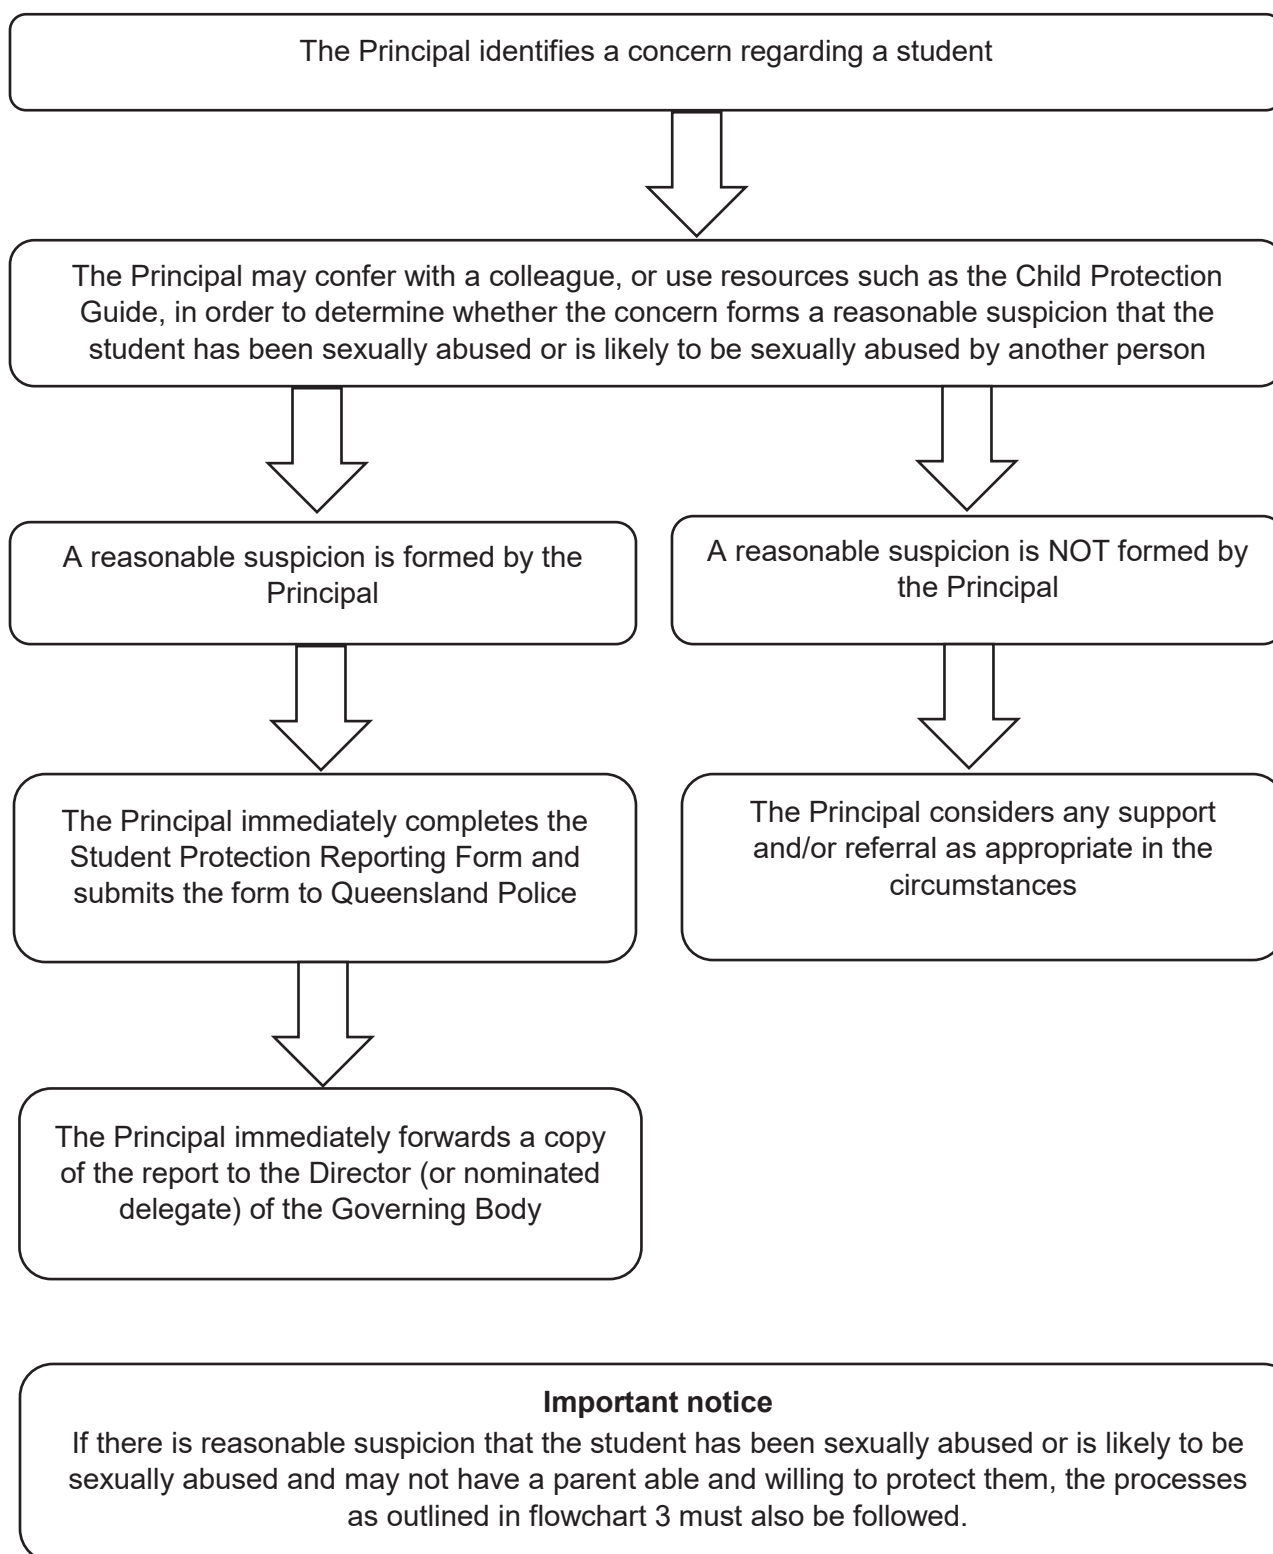 The Principal identifies a concern regarding a student
The Principal may confer with a colleague, or use resources such as the Child Protection
Guide, in order to determine whether the concern forms a reasonable suspicion that the
student has been sexually abused or is likely to be sexually abused by another person
A reasonable suspicion is formed by the
Principal
A reasonable suspicion is NOT formed by
the Principal
The Principal immediately completes the
Student Protection Reporting Form and
submits the form to Queensland Police
The Principal considers any support
and/or referral as appropriate in the
circumstances
The Principal immediately forwards a copy
of the report to the Director (or nominated
delegate) of the Governing Body
Important notice
If there is reasonable suspicion that the student has been sexually abused or is likely to be
sexually abused and may not have a parent able and willing to protect them, the processes
as outlined in flowchart 3 must also be followed.